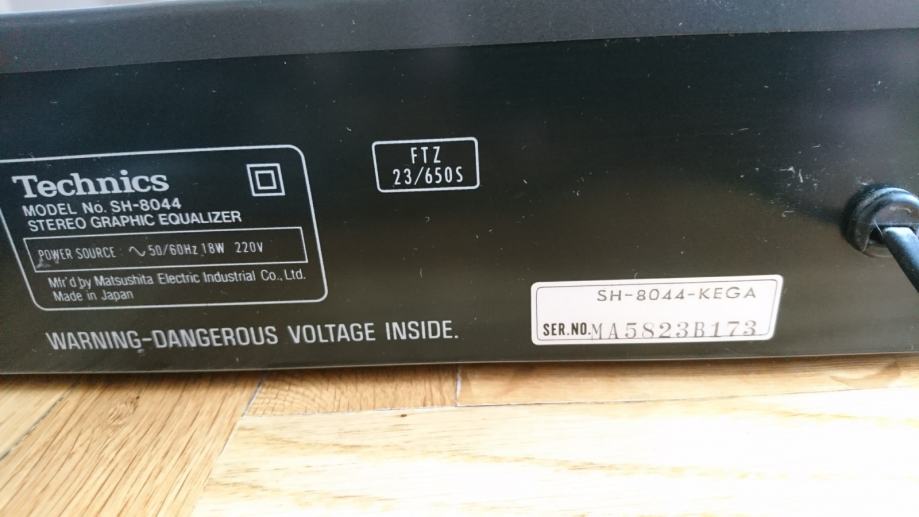 Technics
MODEL No. SH-8044
STEREO GRAPHIC EQUALIZER
POWER SOURCE ∿ 50/60Hz 18W 220V
Mfr'd by Matsushita Electric Industrial Co., Ltd.
Made in Japan
FTZ
23/650S
WARNING-DANGEROUS VOLTAGE INSIDE.
SH-8044-KEGA
SER.NO.MA5823B173